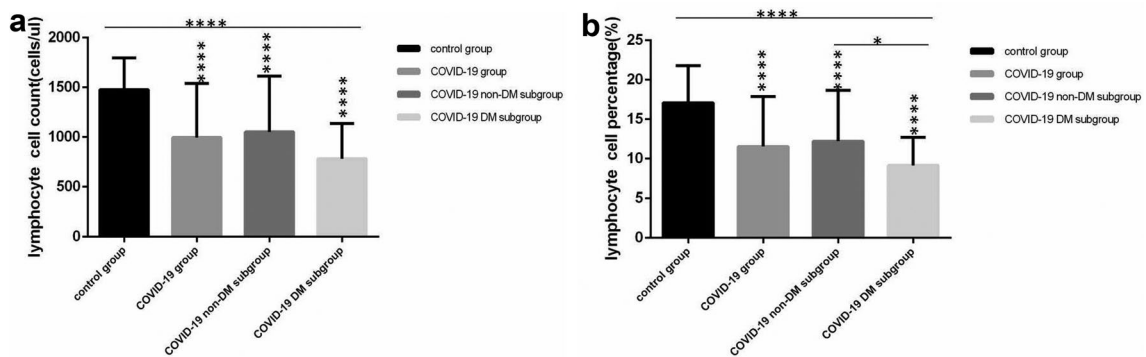 a
****
lymphocyte cell count(cells/ul)
2000
1500
1000
500
0
****
****
****
control group
COVID-19 group
COVID-19 non-DM subgroup
COVID-19 DM subgroup
control group
COVID-19 group
COVID-19 non-DM subgroup
COVID-19 DM subgroup
b
****
*
lymphocyte cell percentage(%)
25
20
15
10
5
0
****
****
****
control group
COVID-19 group
COVID-19 non-DM subgroup
COVID-19 DM subgroup
control group
COVID-19 group
COVID-19 non-DM subgroup
COVID-19 DM subgroup